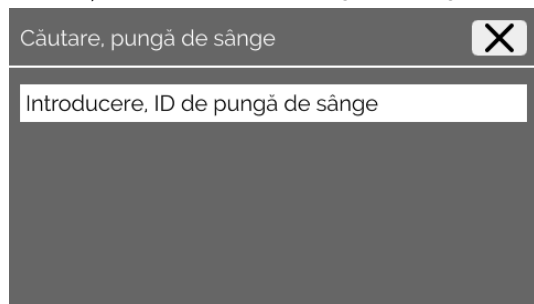 Căutare, pungă de sânge
Introducere, ID de pungă de sânge